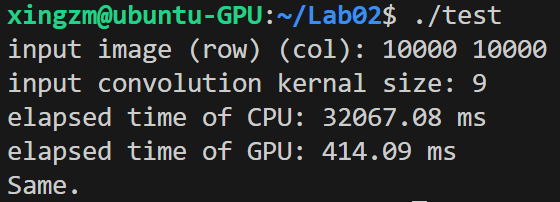 xingzm@ubuntu-GPU:~/Lab02$ ./test
input image (row) (col): 10000 10000
input convolution kernal size: 9
elapsed time of CPU: 32067.08 ms
elapsed time of GPU: 414.09 ms
Same.